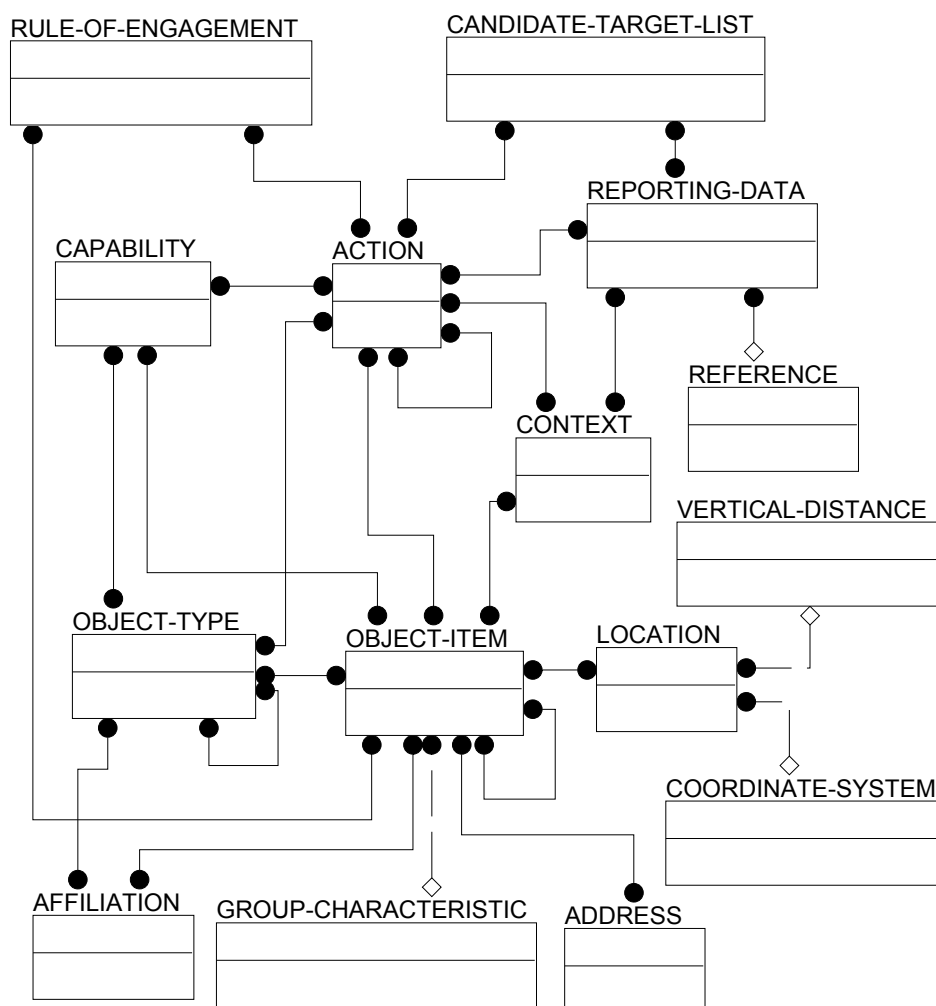 RULE-OF-ENGAGEMENT
CANDIDATE-TARGET-LIST
REPORTING-DATA
CAPABILITY
ACTION
REFERENCE
CONTEXT
VERTICAL-DISTANCE
OBJECT-TYPE
OBJECT-ITEM
LOCATION
COORDINATE-SYSTEM
AFFILIATION
GROUP-CHARACTERISTIC
ADDRESS